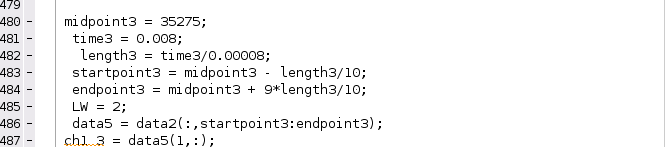 479
480 - midpoint3 = 35275;
481 - time3 = 0.008;
482 - length3 = time3/0.00008;
483 - startpoint3 = midpoint3 - length3/10;
484 - endpoint3 = midpoint3 + 9*length3/10;
485 - LW = 2;
486 - data5 = data2(:,startpoint3:endpoint3);
487 - ch1_3 = data5(1,:);